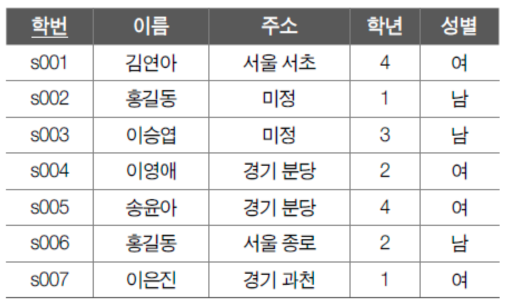 학번 이름 주소 학년 성별
s001 김연아 서울 서초 4 여
s002 홍길동 미정 1 남
s003 이승엽 미정 3 남
s004 이영애 경기 분당 2 여
s005 송윤아 경기 분당 4 여
s006 홍길동 서울 종로 2 남
s007 이은진 경기 과천 1 여